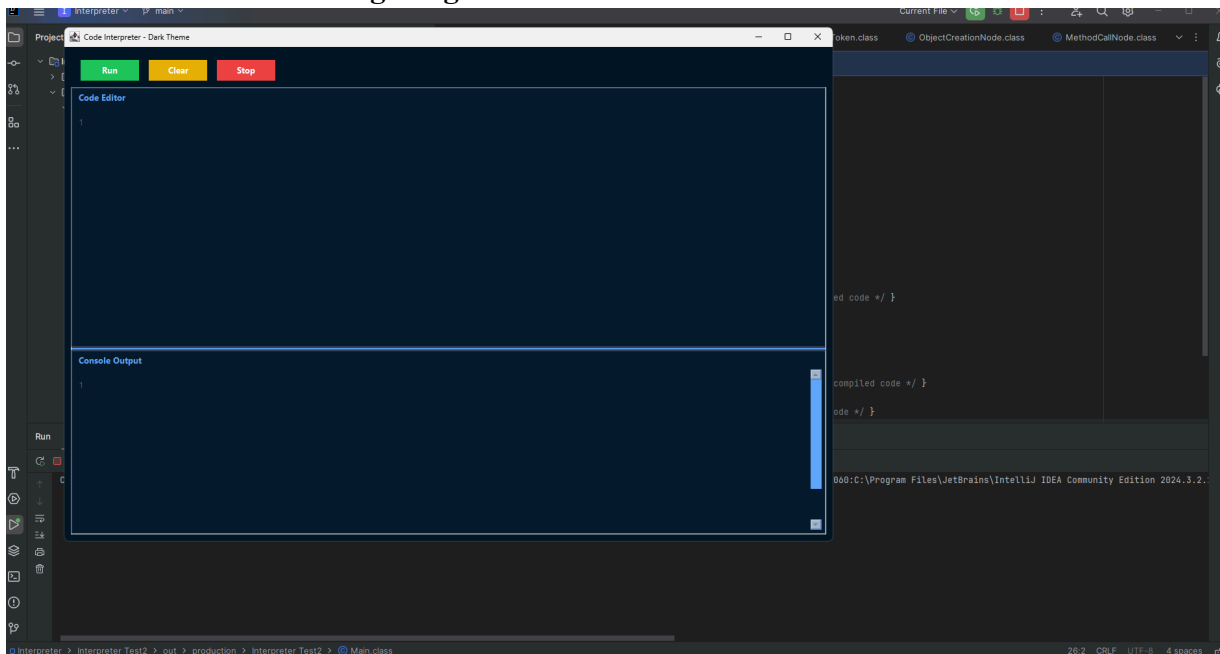 Interpreter main Current File
Project Code Interpreter - Dark Theme oken.class ObjectCreationNode.class MethodCallNode.class
Run Clear Stop
Code Editor
1
ed code */ }
Console Output
1
compiled code */ }
ode */ }
Run
060:C:\Program Files\JetBrains\IntelliJ IDEA Community Edition 2024.3.2.
Interpreter > Interpreter Test2 > out > production > Interpreter Test2 > Main.class 26:2 CRLF UTF-8 4 spaces